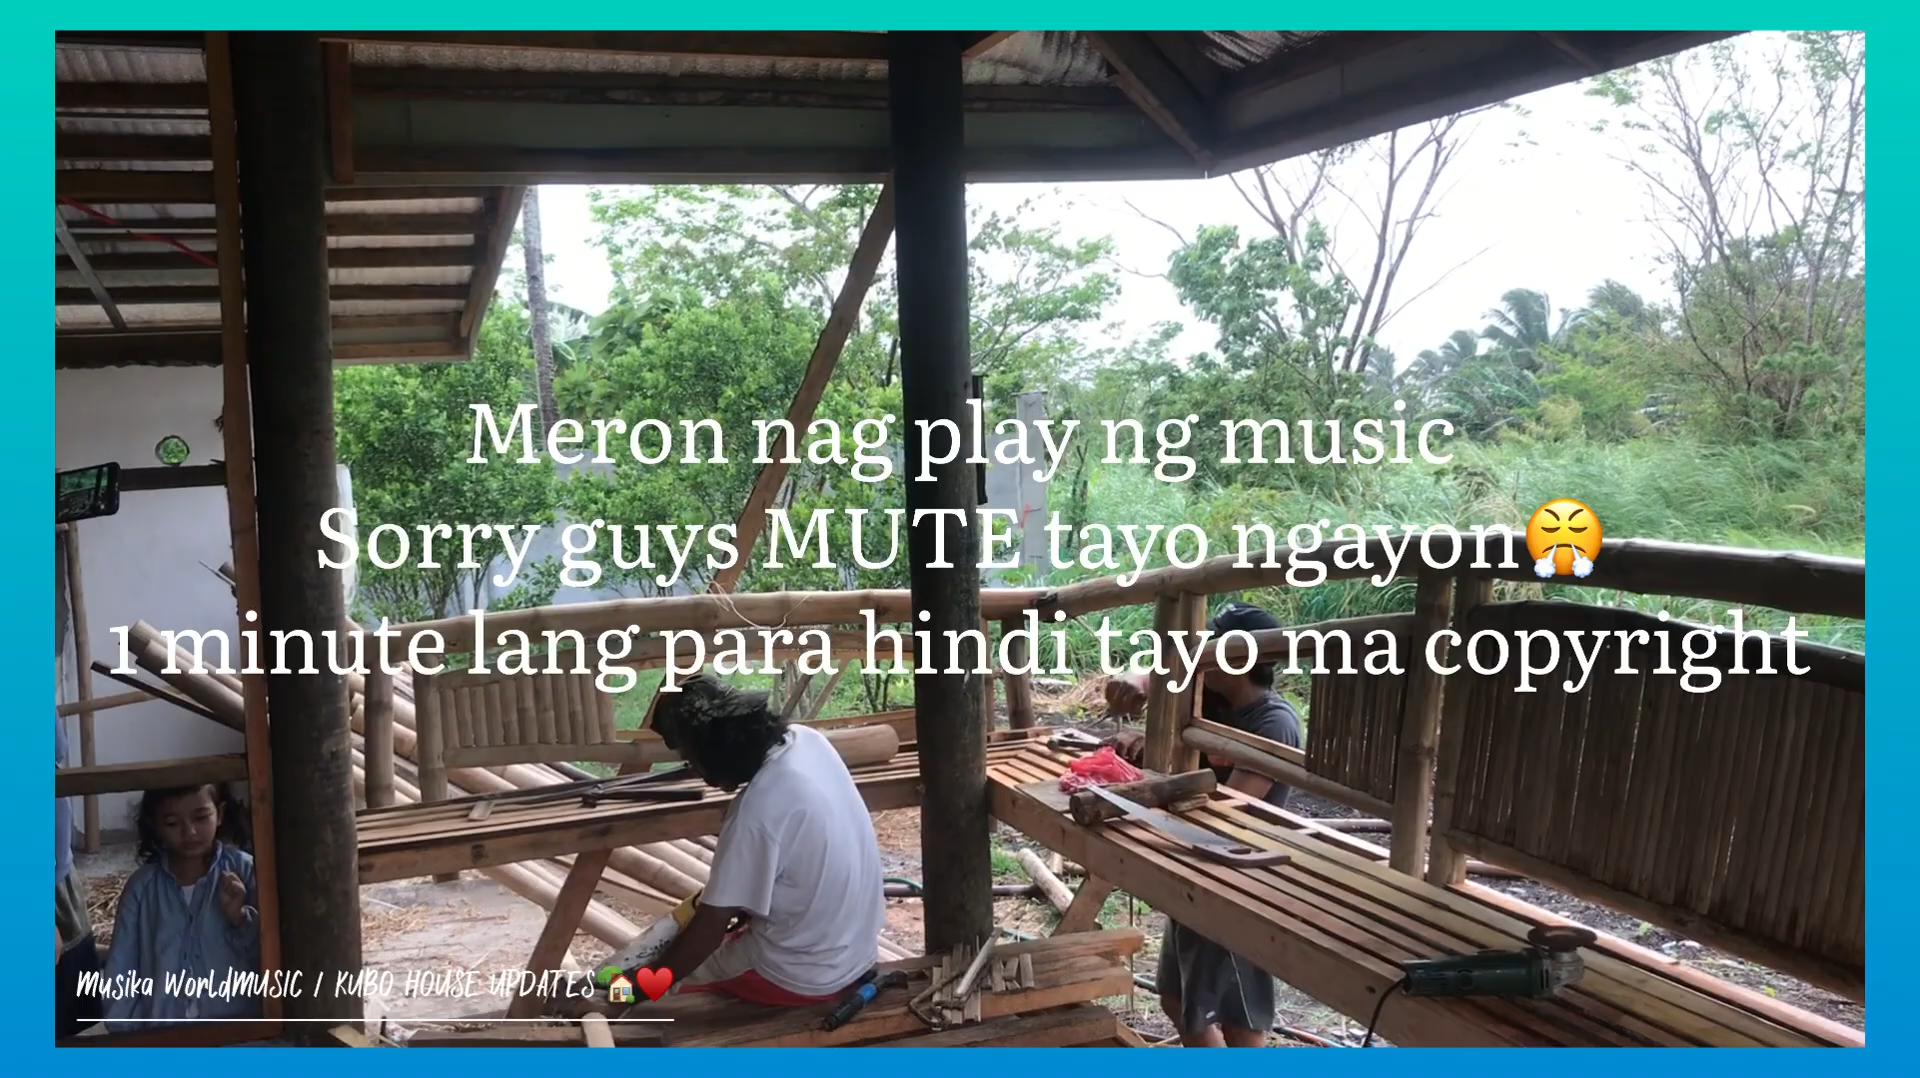 Meron nag play ng music
Sorry guys MUTE tayo ngayon😤
1 minute lang para hindi tayo ma copyright
Musika WorldMUSIC / KUBO HOUSE UPDATES🏡♥️